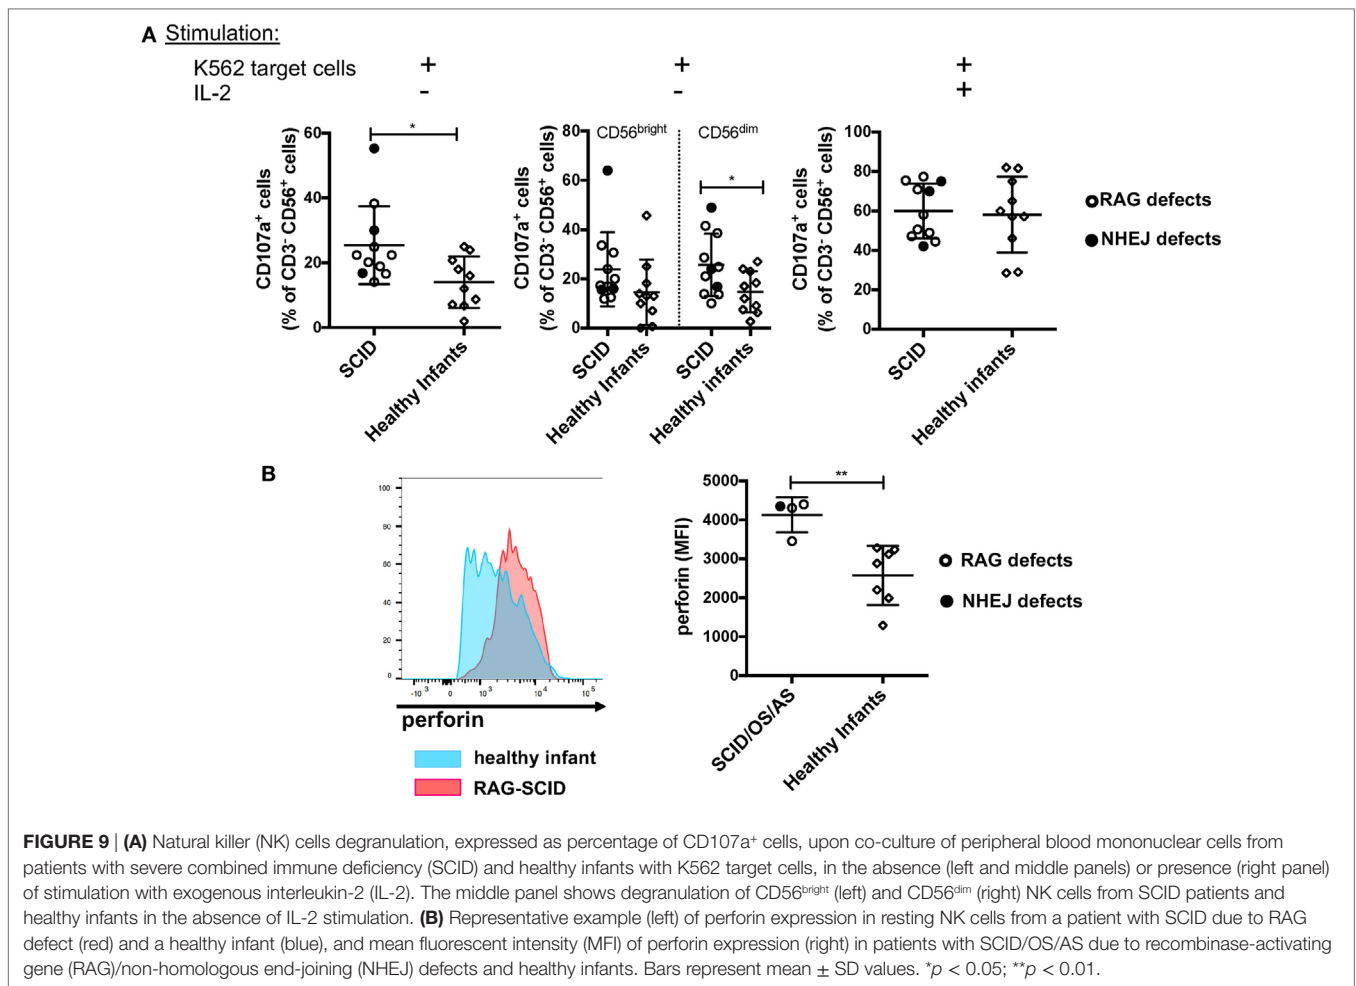 A Stimulation:
K562 target cells + + +
IL-2 - - +
CD107a⁺ cells
(% of CD3⁻ CD56⁺ cells)
60
40
20
0
*
SCID
Healthy Infants
CD107a⁺ cells
(% of CD3⁻ CD56⁺ cells)
80
60
40
20
0
CD56ᵇʳⁱᵍʰᵗ
CD56ᵈⁱᵐ
*
SCID
Healthy Infants
SCID
Healthy infants
CD107a⁺ cells
(% of CD3⁻ CD56⁺ cells)
100
80
60
40
20
0
SCID
Healthy infants
RAG defects
NHEJ defects
B
100
80
60
40
20
0
-10³ 0 10³ 10⁴ 10⁵
perforin
healthy infant
RAG-SCID
perforin (MFI)
5000
4000
3000
2000
1000
0
**
SCID/OS/AS
Healthy Infants
RAG defects
NHEJ defects
FIGURE 9 | (A) Natural killer (NK) cells degranulation, expressed as percentage of CD107a⁺ cells, upon co-culture of peripheral blood mononuclear cells from
patients with severe combined immune deficiency (SCID) and healthy infants with K562 target cells, in the absence (left and middle panels) or presence (right panel)
of stimulation with exogenous interleukin-2 (IL-2). The middle panel shows degranulation of CD56ᵇʳⁱᵍʰᵗ (left) and CD56ᵈⁱᵐ (right) NK cells from SCID patients and
healthy infants in the absence of IL-2 stimulation. (B) Representative example (left) of perforin expression in resting NK cells from a patient with SCID due to RAG
defect (red) and a healthy infant (blue), and mean fluorescent intensity (MFI) of perforin expression (right) in patients with SCID/OS/AS due to recombinase-activating
gene (RAG)/non-homologous end-joining (NHEJ) defects and healthy infants. Bars represent mean ± SD values. *p < 0.05; **p < 0.01.